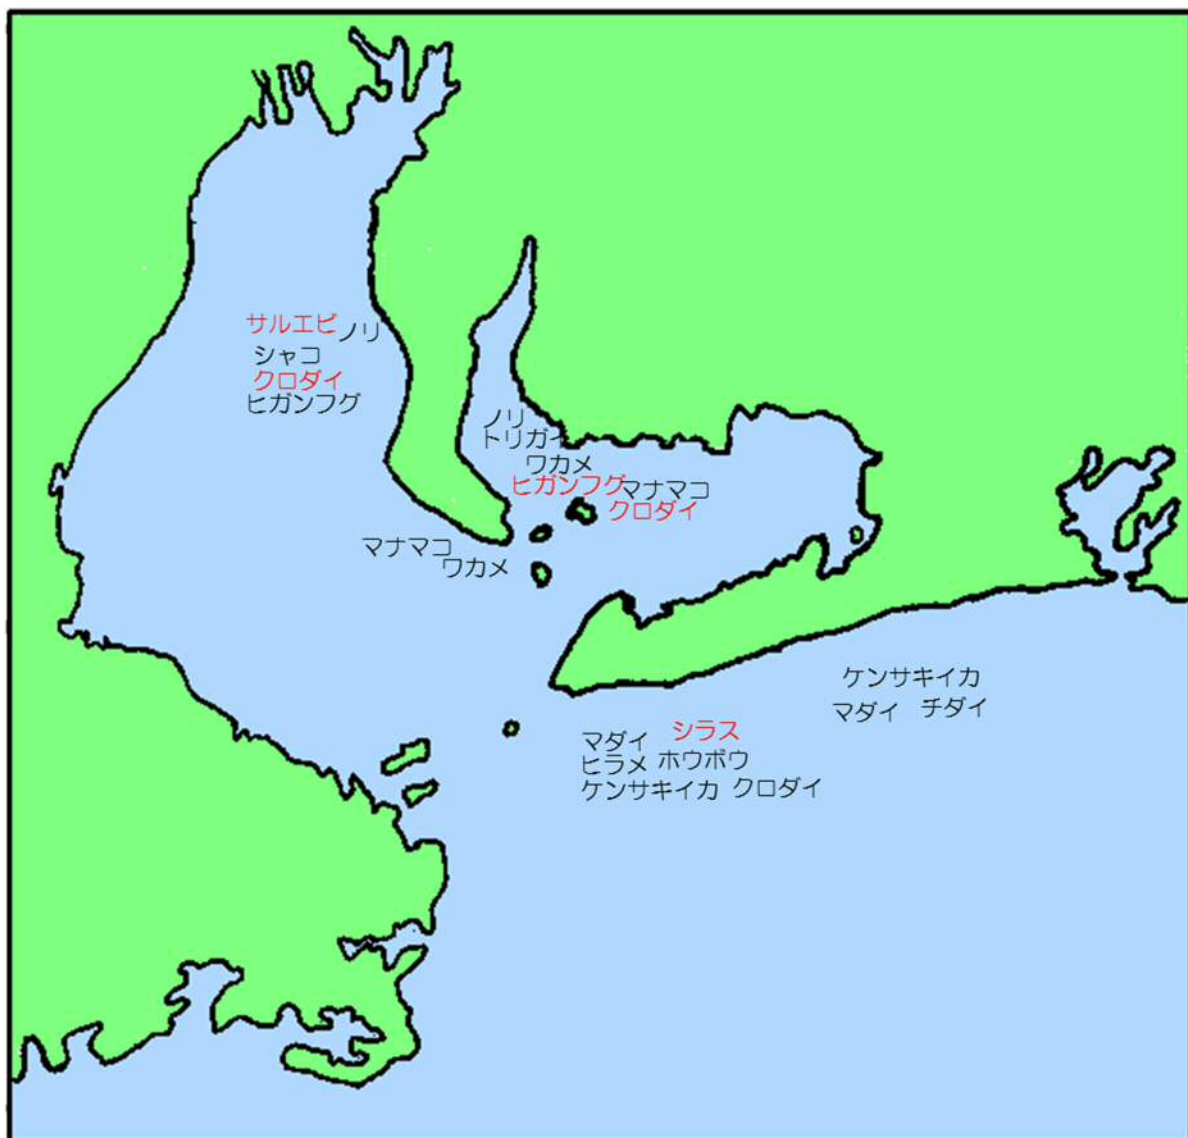 サルエビ ノリ
シャコ
クロダイ
ヒガンフグ
ノリ
トリガイ
ワカメ
ヒガンフグ マナマコ
クロダイ
マナマコ
ワカメ
ケンサキイカ
マダイ チダイ
マダイ シラス
ヒラメ ホウボウ
ケンサキイカ クロダイ